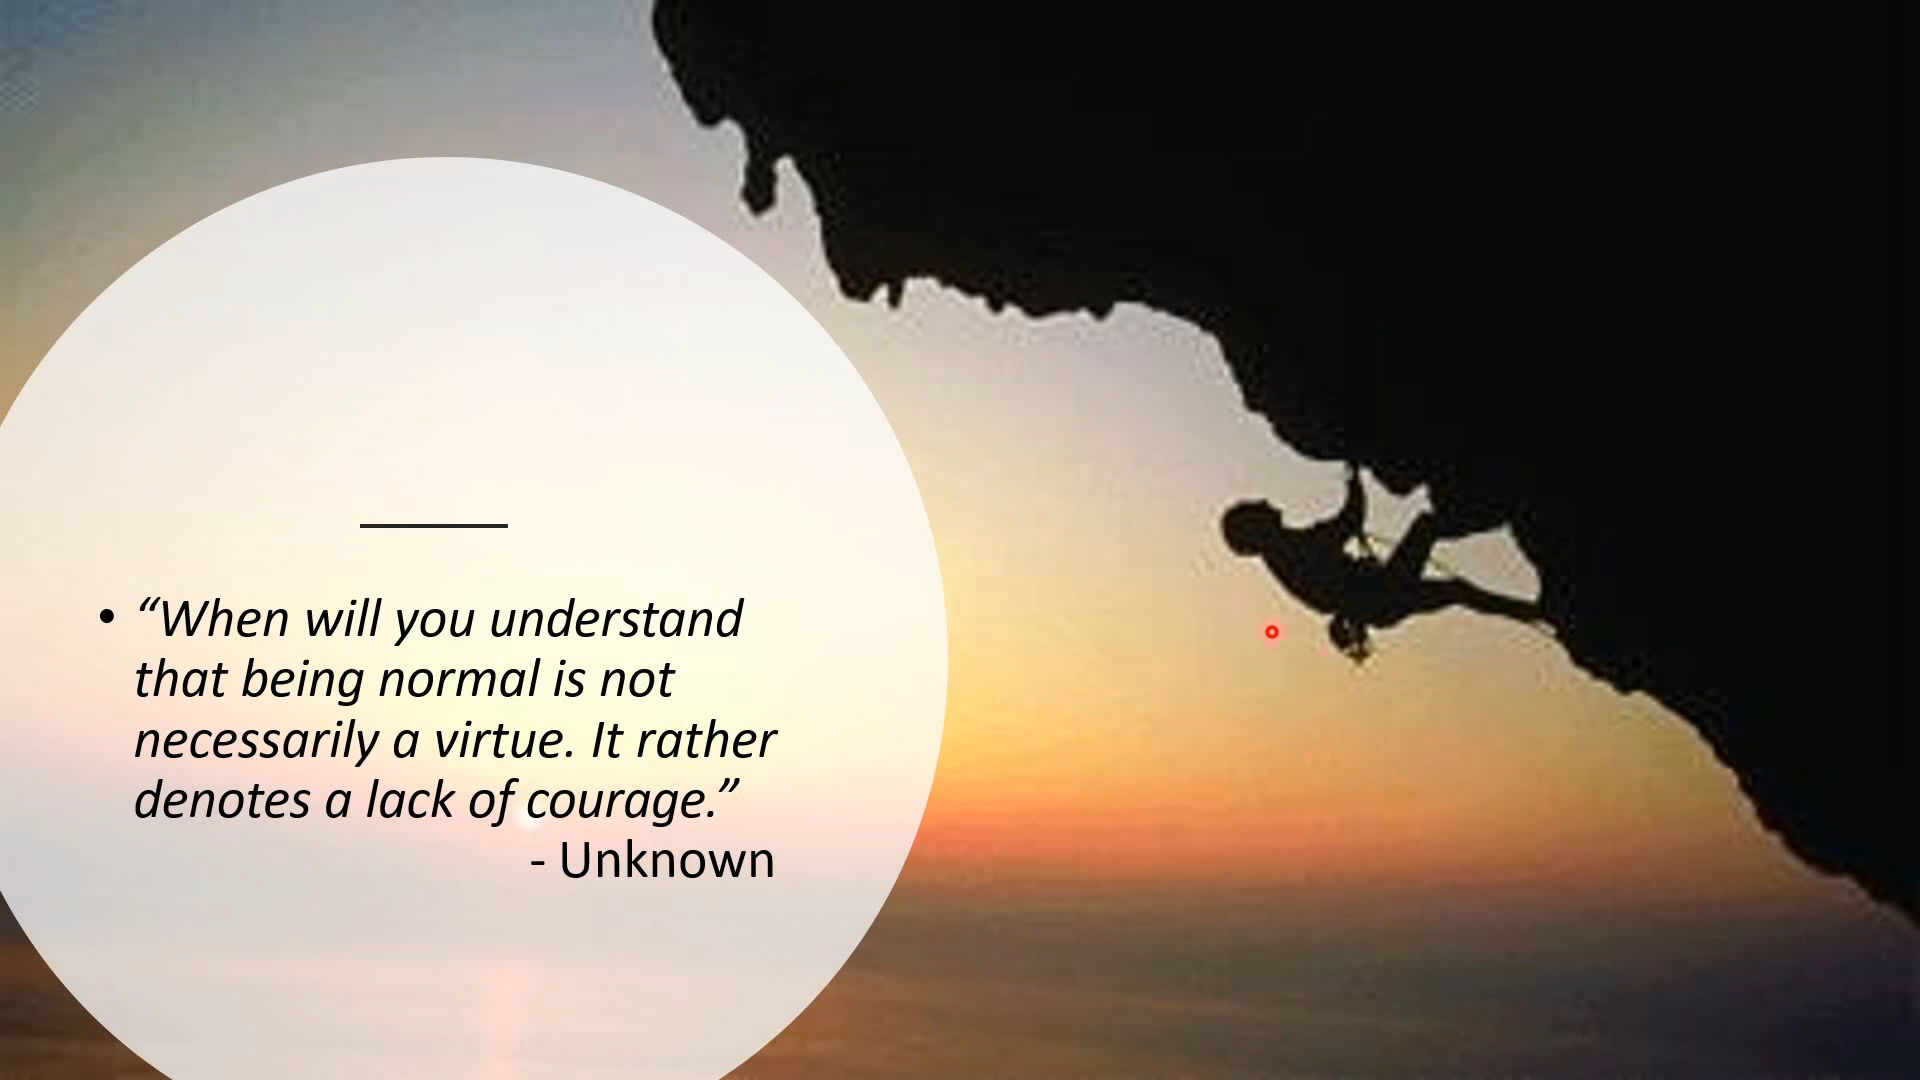 • “When will you understand
that being normal is not
necessarily a virtue. It rather
denotes a lack of courage.”
- Unknown